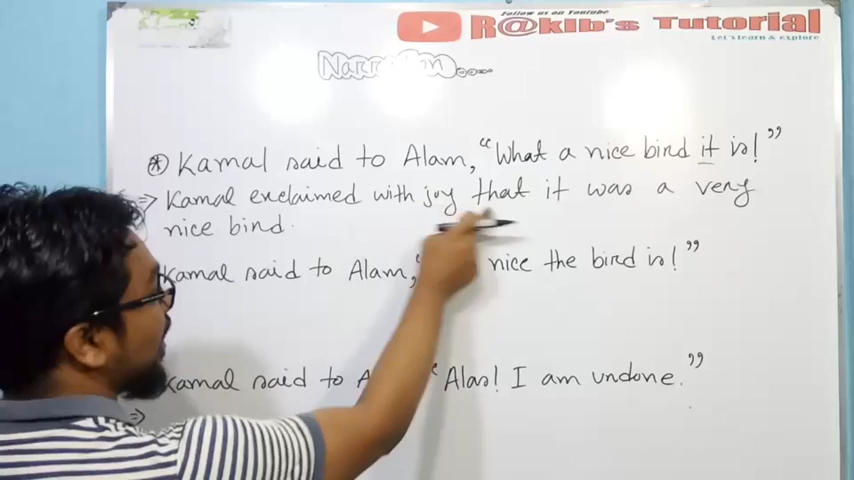 Follow us on Youtube
R@kib's Tutorial
Let's learn & explore
Narration
* Kamal said to Alam, "What a nice bird it is!"
=> Kamal exclaimed with joy that it was a very
nice bird.
Kamal said to Alam, " nice the bird is!"
Kamal said to "Alas! I am undone."
=>